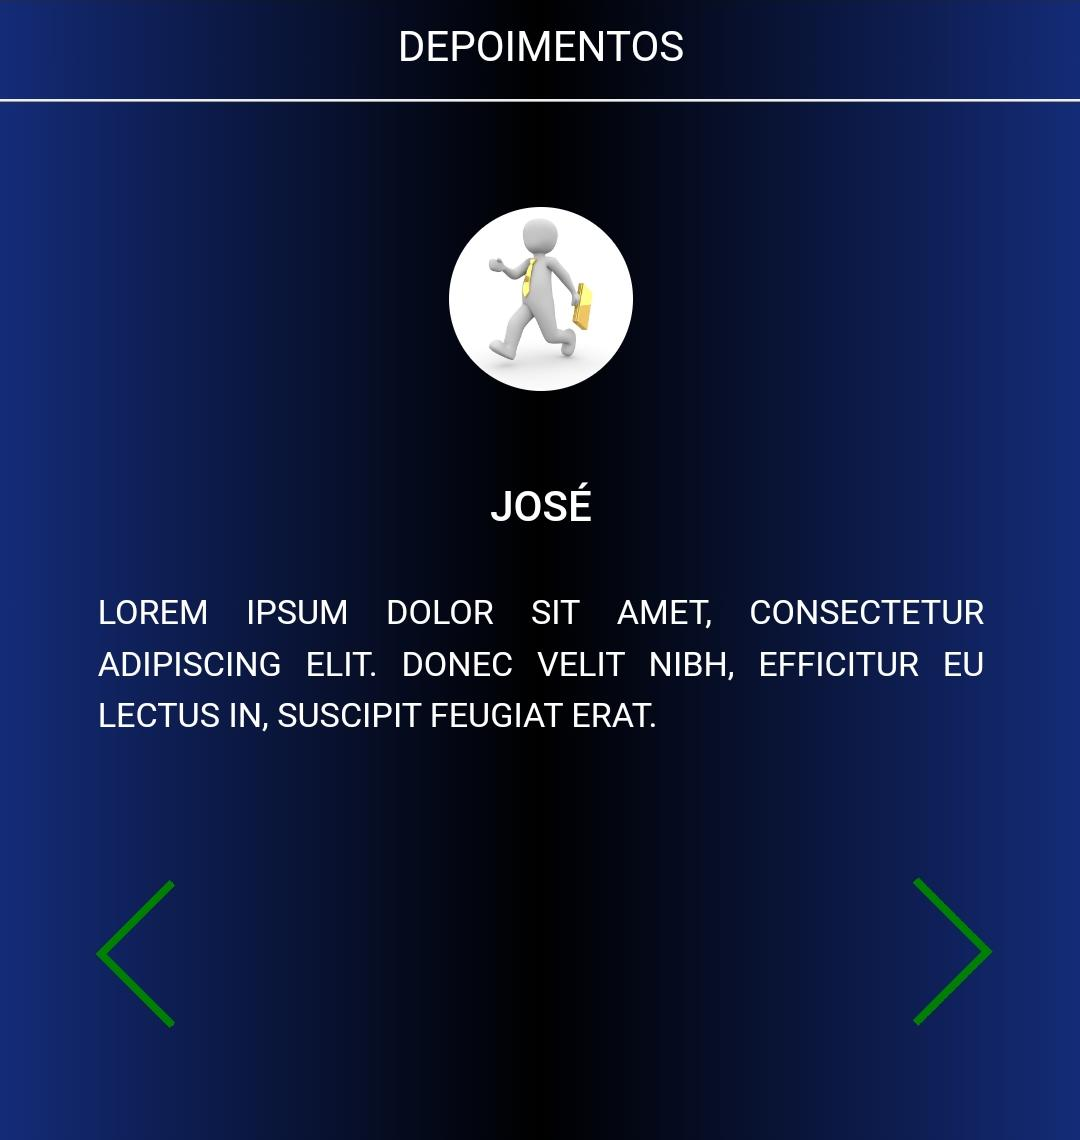 DEPOIMENTOS
JOSÉ
LOREM IPSUM DOLOR SIT AMET, CONSECTETUR
ADIPISCING ELIT. DONEC VELIT NIBH, EFFICITUR EU
LECTUS IN, SUSCIPIT FEUGIAT ERAT.